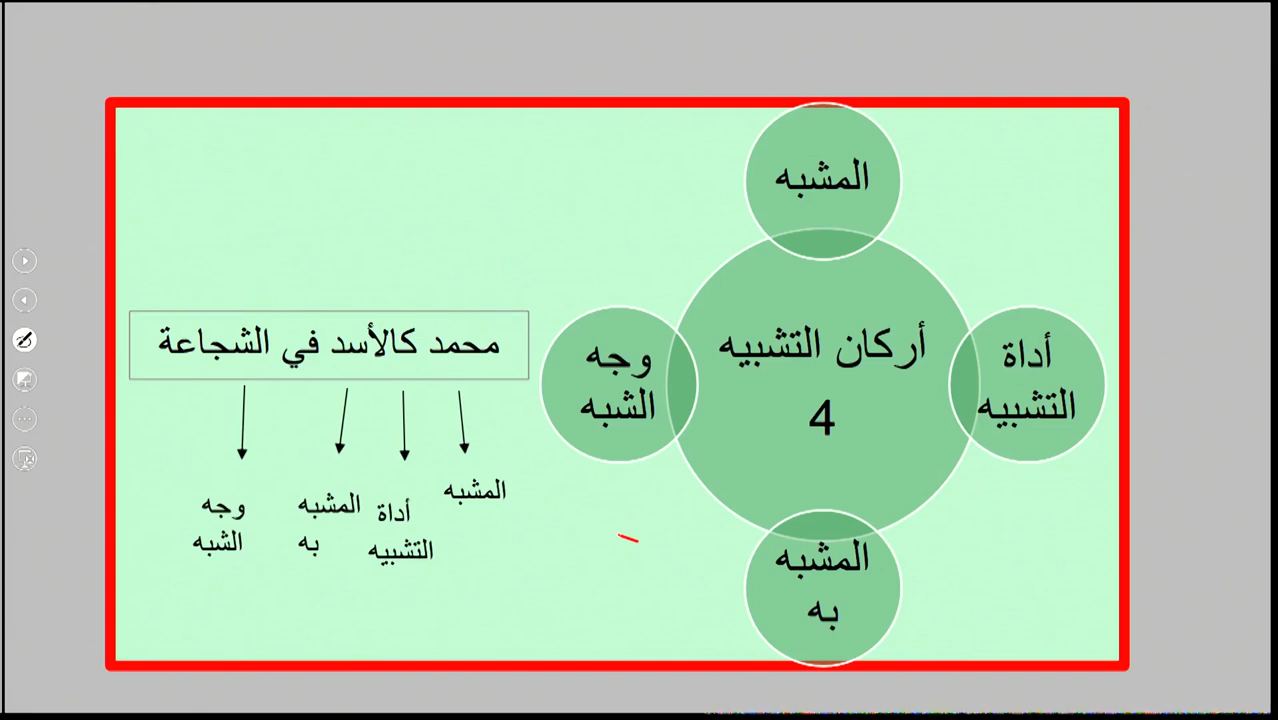 المشبه
أركان التشبيه
4
أداة
التشبيه
وجه
الشبه
المشبه
به
محمد كالأسد في الشجاعة
المشبه
أداة
التشبيه
المشبه
به
وجه
الشبه